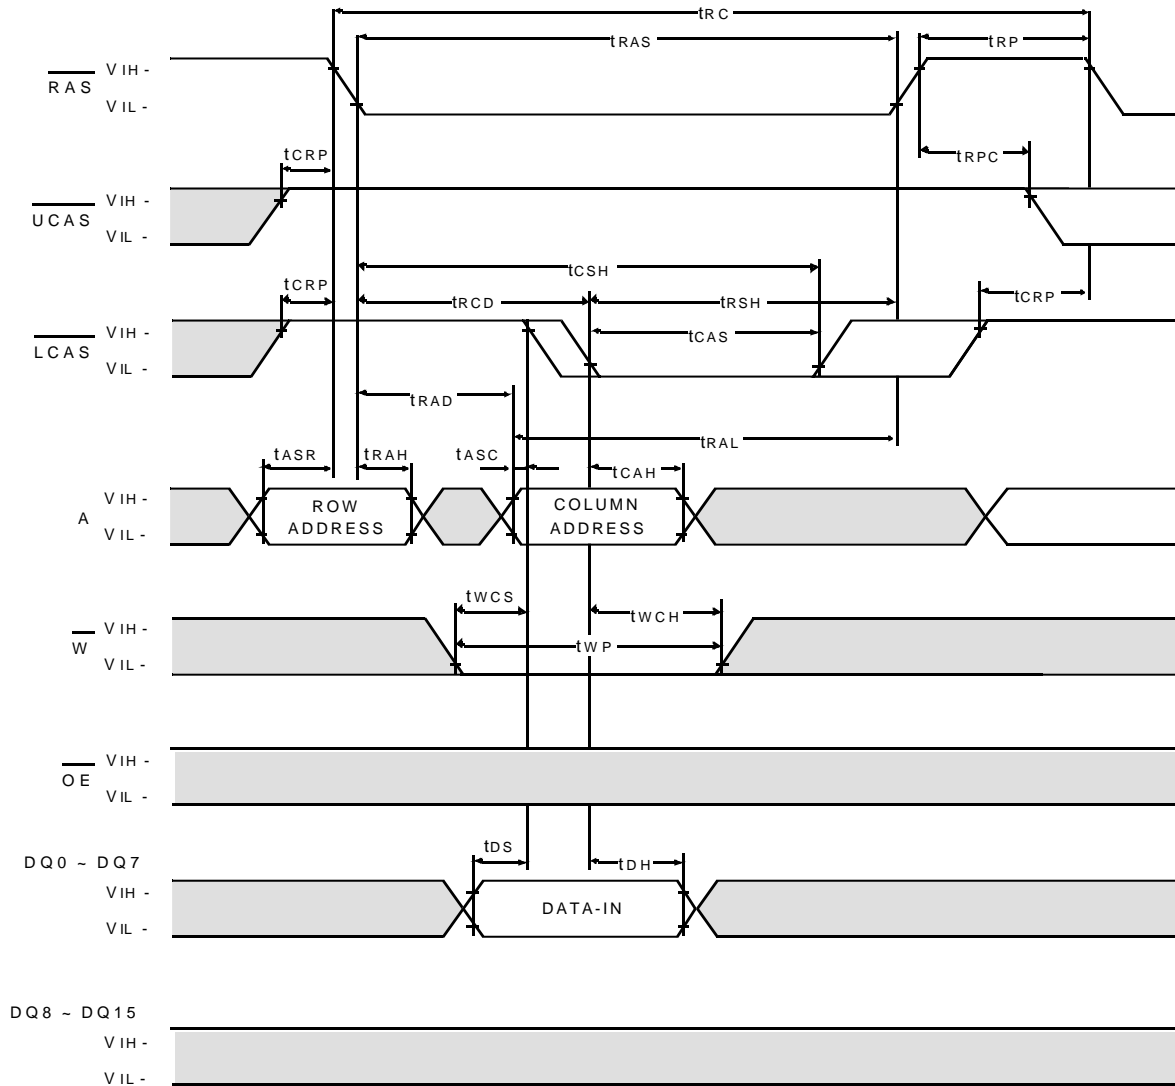 tRC
tRAS
tRP
RAS
VIH -
VIL -
tCRP
tRPC
UCAS
VIH -
VIL -
tCSH
tCRP
tRCD
tRSH
tCRP
LCAS
VIH -
VIL -
tCAS
tRAD
tRAL
tASR
tRAH
tASC
tCAH
A
VIH -
VIL -
ROW
ADDRESS
COLUMN
ADDRESS
tWCS
tWCH
W
VIH -
VIL -
tWP
OE
VIH -
VIL -
tDS
tDH
DQ0 ~ DQ7
VIH -
VIL -
DATA-IN
DQ8 ~ DQ15
VIH -
VIL -